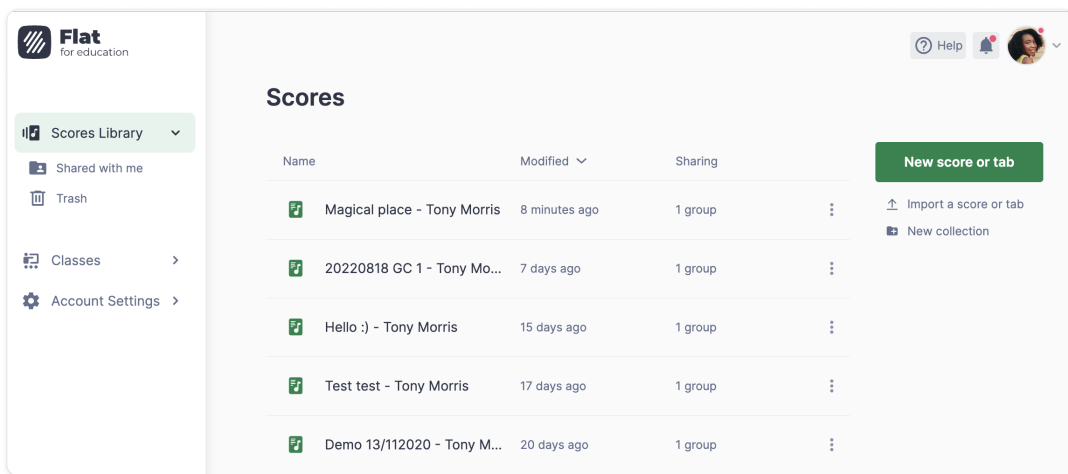 Flat
for education
Help
Scores
Scores Library
Shared with me
Trash
Classes
Account Settings
Name Modified Sharing
Magical place - Tony Morris 8 minutes ago 1 group
20220818 GC 1 - Tony Mo... 7 days ago 1 group
Hello :) - Tony Morris 15 days ago 1 group
Test test - Tony Morris 17 days ago 1 group
Demo 13/112020 - Tony M... 20 days ago 1 group
New score or tab
Import a score or tab
New collection